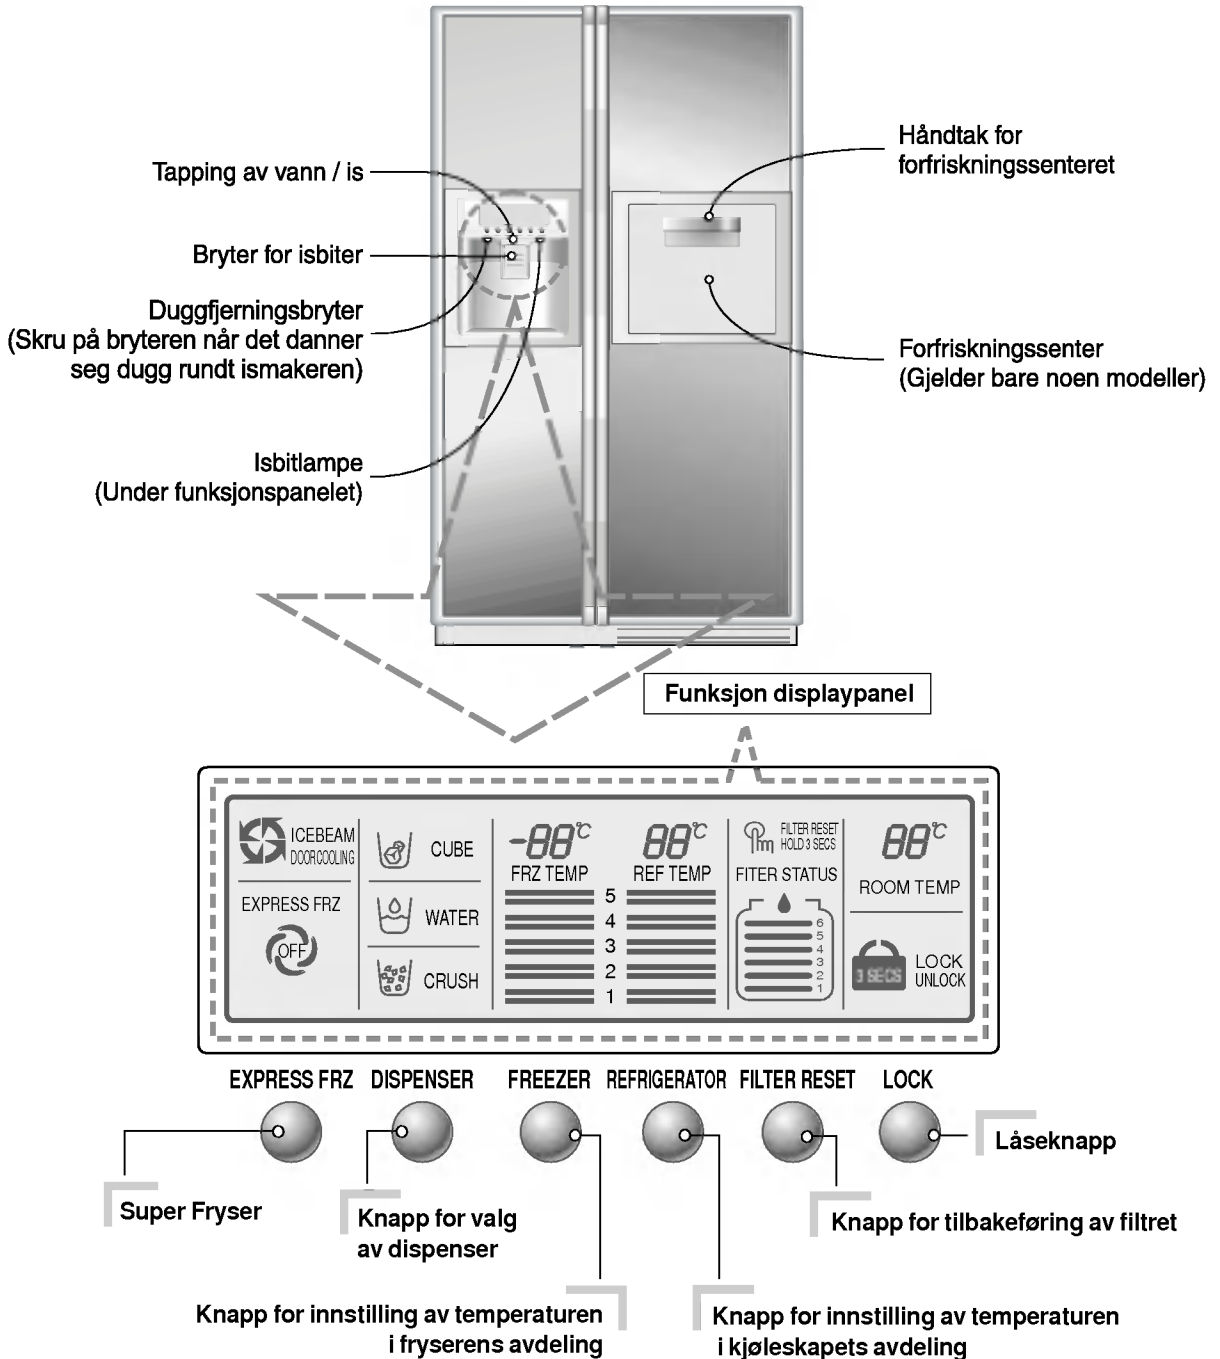 Håndtak for
forfriskningssenteret
Tapping av vann / is
Bryter for isbiter
Duggfjerningsbryter
(Skru på bryteren når det danner
seg dugg rundt ismakeren)
Forfriskningssenter
(Gjelder bare noen modeller)
Isbitlampe
(Under funksjonspanelet)
Funksjon displaypanel
ICEBEAM
DOOR COOLING
EXPRESS FRZ
OFF
CUBE
WATER
CRUSH
-88°C
FRZ TEMP
88°C
REF TEMP
5
4
3
2
1
FILTER RESET
HOLD 3 SECS
FITER STATUS
6
5
4
3
2
1
88°C
ROOM TEMP
3 SECS
LOCK
UNLOCK
EXPRESS FRZ DISPENSER FREEZER REFRIGERATOR FILTER RESET LOCK
Låseknapp
Super Fryser
Knapp for valg
av dispenser
Knapp for tilbakeføring av filtret
Knapp for innstilling av temperaturen
i fryserens avdeling
Knapp for innstilling av temperaturen
i kjøleskapets avdeling